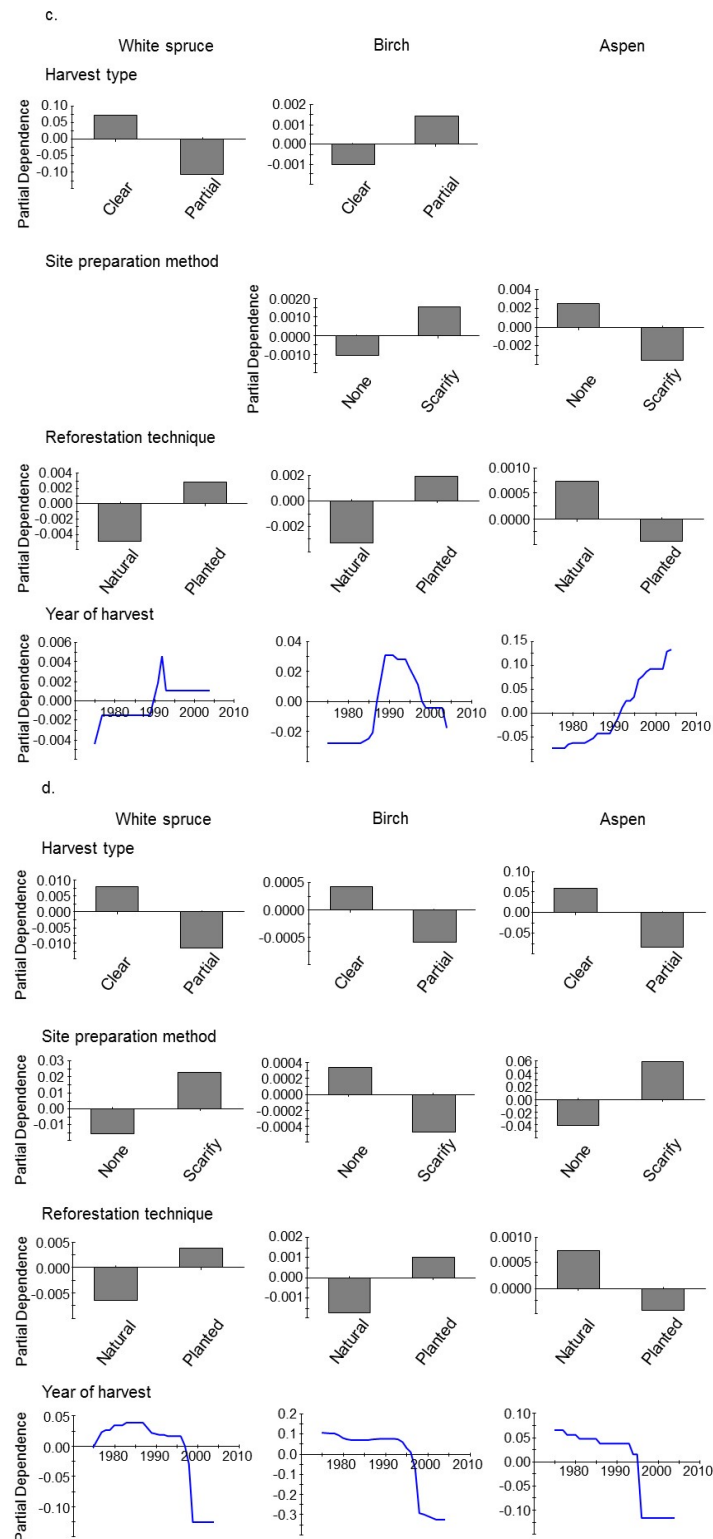 c.
White spruce Birch Aspen
Harvest type
Partial Dependence
0.10
0.05
0.00
-0.05
-0.10
Clear Partial
0.002
0.001
0.000
-0.001
Clear Partial
Site preparation method
Partial Dependence
0.0020
0.0010
0.0000
-0.0010
None Scarify
0.004
0.002
0.000
-0.002
None Scarify
Reforestation technique
Partial Dependence
0.004
0.002
0.000
-0.002
-0.004
Natural Planted
0.002
0.000
-0.002
Natural Planted
0.0010
0.0005
0.0000
Natural Planted
Year of harvest
Partial Dependence
0.006
0.004
0.002
0.000
-0.002
-0.004
1980 1990 2000 2010
0.04
0.02
0.00
-0.02
1980 1990 2000 2010
0.15
0.10
0.05
0.00
-0.05
1980 1990 2000 2010
d.
White spruce Birch Aspen
Harvest type
Partial Dependence
0.010
0.005
0.000
-0.005
-0.010
Clear Partial
0.0005
0.0000
-0.0005
Clear Partial
0.10
0.05
0.00
-0.05
Clear Partial
Site preparation method
Partial Dependence
0.03
0.02
0.01
0.00
-0.01
None Scarify
0.0004
0.0002
0.0000
-0.0002
-0.0004
None Scarify
0.06
0.04
0.02
0.00
-0.02
-0.04
None Scarify
Reforestation technique
Partial Dependence
0.005
0.000
-0.005
Natural Planted
0.002
0.001
0.000
-0.001
Natural Planted
0.0010
0.0005
0.0000
Natural Planted
Year of harvest
Partial Dependence
0.05
0.00
-0.05
-0.10
1980 1990 2000 2010
0.2
0.1
0.0
-0.1
-0.2
-0.3
1980 1990 2000 2010
0.10
0.05
0.00
-0.05
-0.10
1980 1990 2000 2010